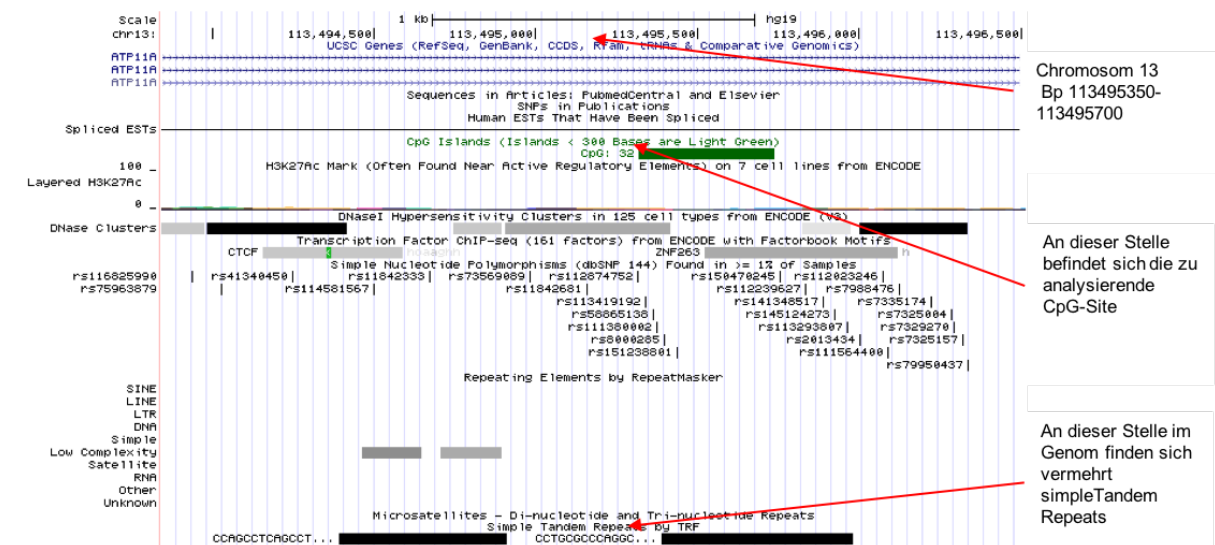 Scale 1 kb hg19
chr13: | 113,494,500| 113,495,000| 113,495,500| 113,496,000| 113,496,500|
UCSC Genes (RefSeq, GenBank, CCDS, Rfam, tRNAs & Comparative Genomics)
ATP11A
ATP11A
ATP11A
Sequences in Articles: PubmedCentral and Elsevier
SNPs in Publications
Human ESTs That Have Been Spliced
Spliced ESTs
CpG Islands (Islands < 300 Bases are Light Green)
CpG: 32
100 _ H3K27Ac Mark (Often Found Near Active Regulatory Elements) on 7 cell lines from ENCODE
Layered H3K27Ac
0 _
DNaseI Hypersensitivity Clusters in 125 cell types from ENCODE (V3)
DNase Clusters
Transcription Factor ChIP-seq (161 factors) from ENCODE with Factorbook Motifs
CTCF 3 ZNF263 h
Simple Nucleotide Polymorphisms (dbSNP 144) Found in >= 1% of Samples
rs116825990 | rs41340450| rs11842333| rs73569089| rs112874752| rs150470245| rs112023246|
rs75963879 | rs114581567| rs11842681| rs112239627| rs7988476|
rs113419192| rs141348517| rs7335174|
rs58865138| rs145124273| rs7325004|
rs111380002| rs113293807| rs7329270|
rs8000285| rs2013434| rs7325157|
rs151238801| rs111564400|
rs79950437|
Repeating Elements by RepeatMasker
SINE
LINE
LTR
DNA
Simple
Low Complexity
Satellite
RNA
Other
Unknown
Microsatellites - Di-nucleotide and Tri-nucleotide Repeats
Simple Tandem Repeats by TRF
CCAGCCTCAGCCT... CCTGCGCCCAGGC...
Chromosom 13
Bp 113495350-
113495700
An dieser Stelle
befindet sich die zu
analysierende
CpG-Site
An dieser Stelle im
Genom finden sich
vermehrt
simpleTandem
Repeats